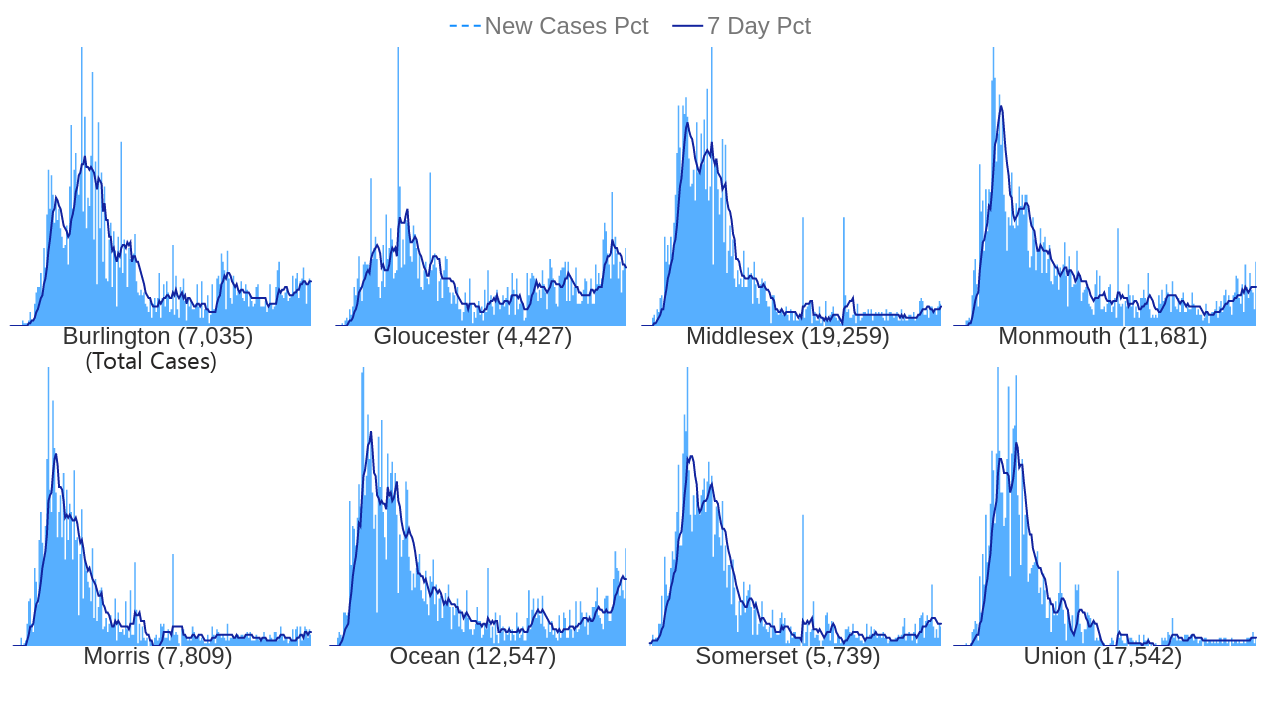 New Cases Pct 7 Day Pct
Burlington (7,035) Gloucester (4,427) Middlesex (19,259) Monmouth (11,681)
(Total Cases)
Morris (7,809) Ocean (12,547) Somerset (5,739) Union (17,542)